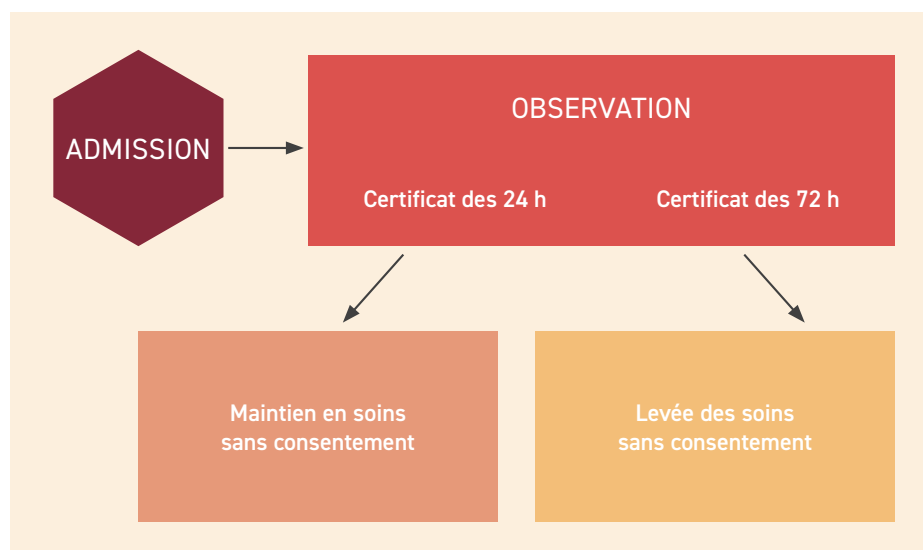 ADMISSION
OBSERVATION
Certificat des 24 h
Certificat des 72 h
Maintien en soins
sans consentement
Levée des soins
sans consentement